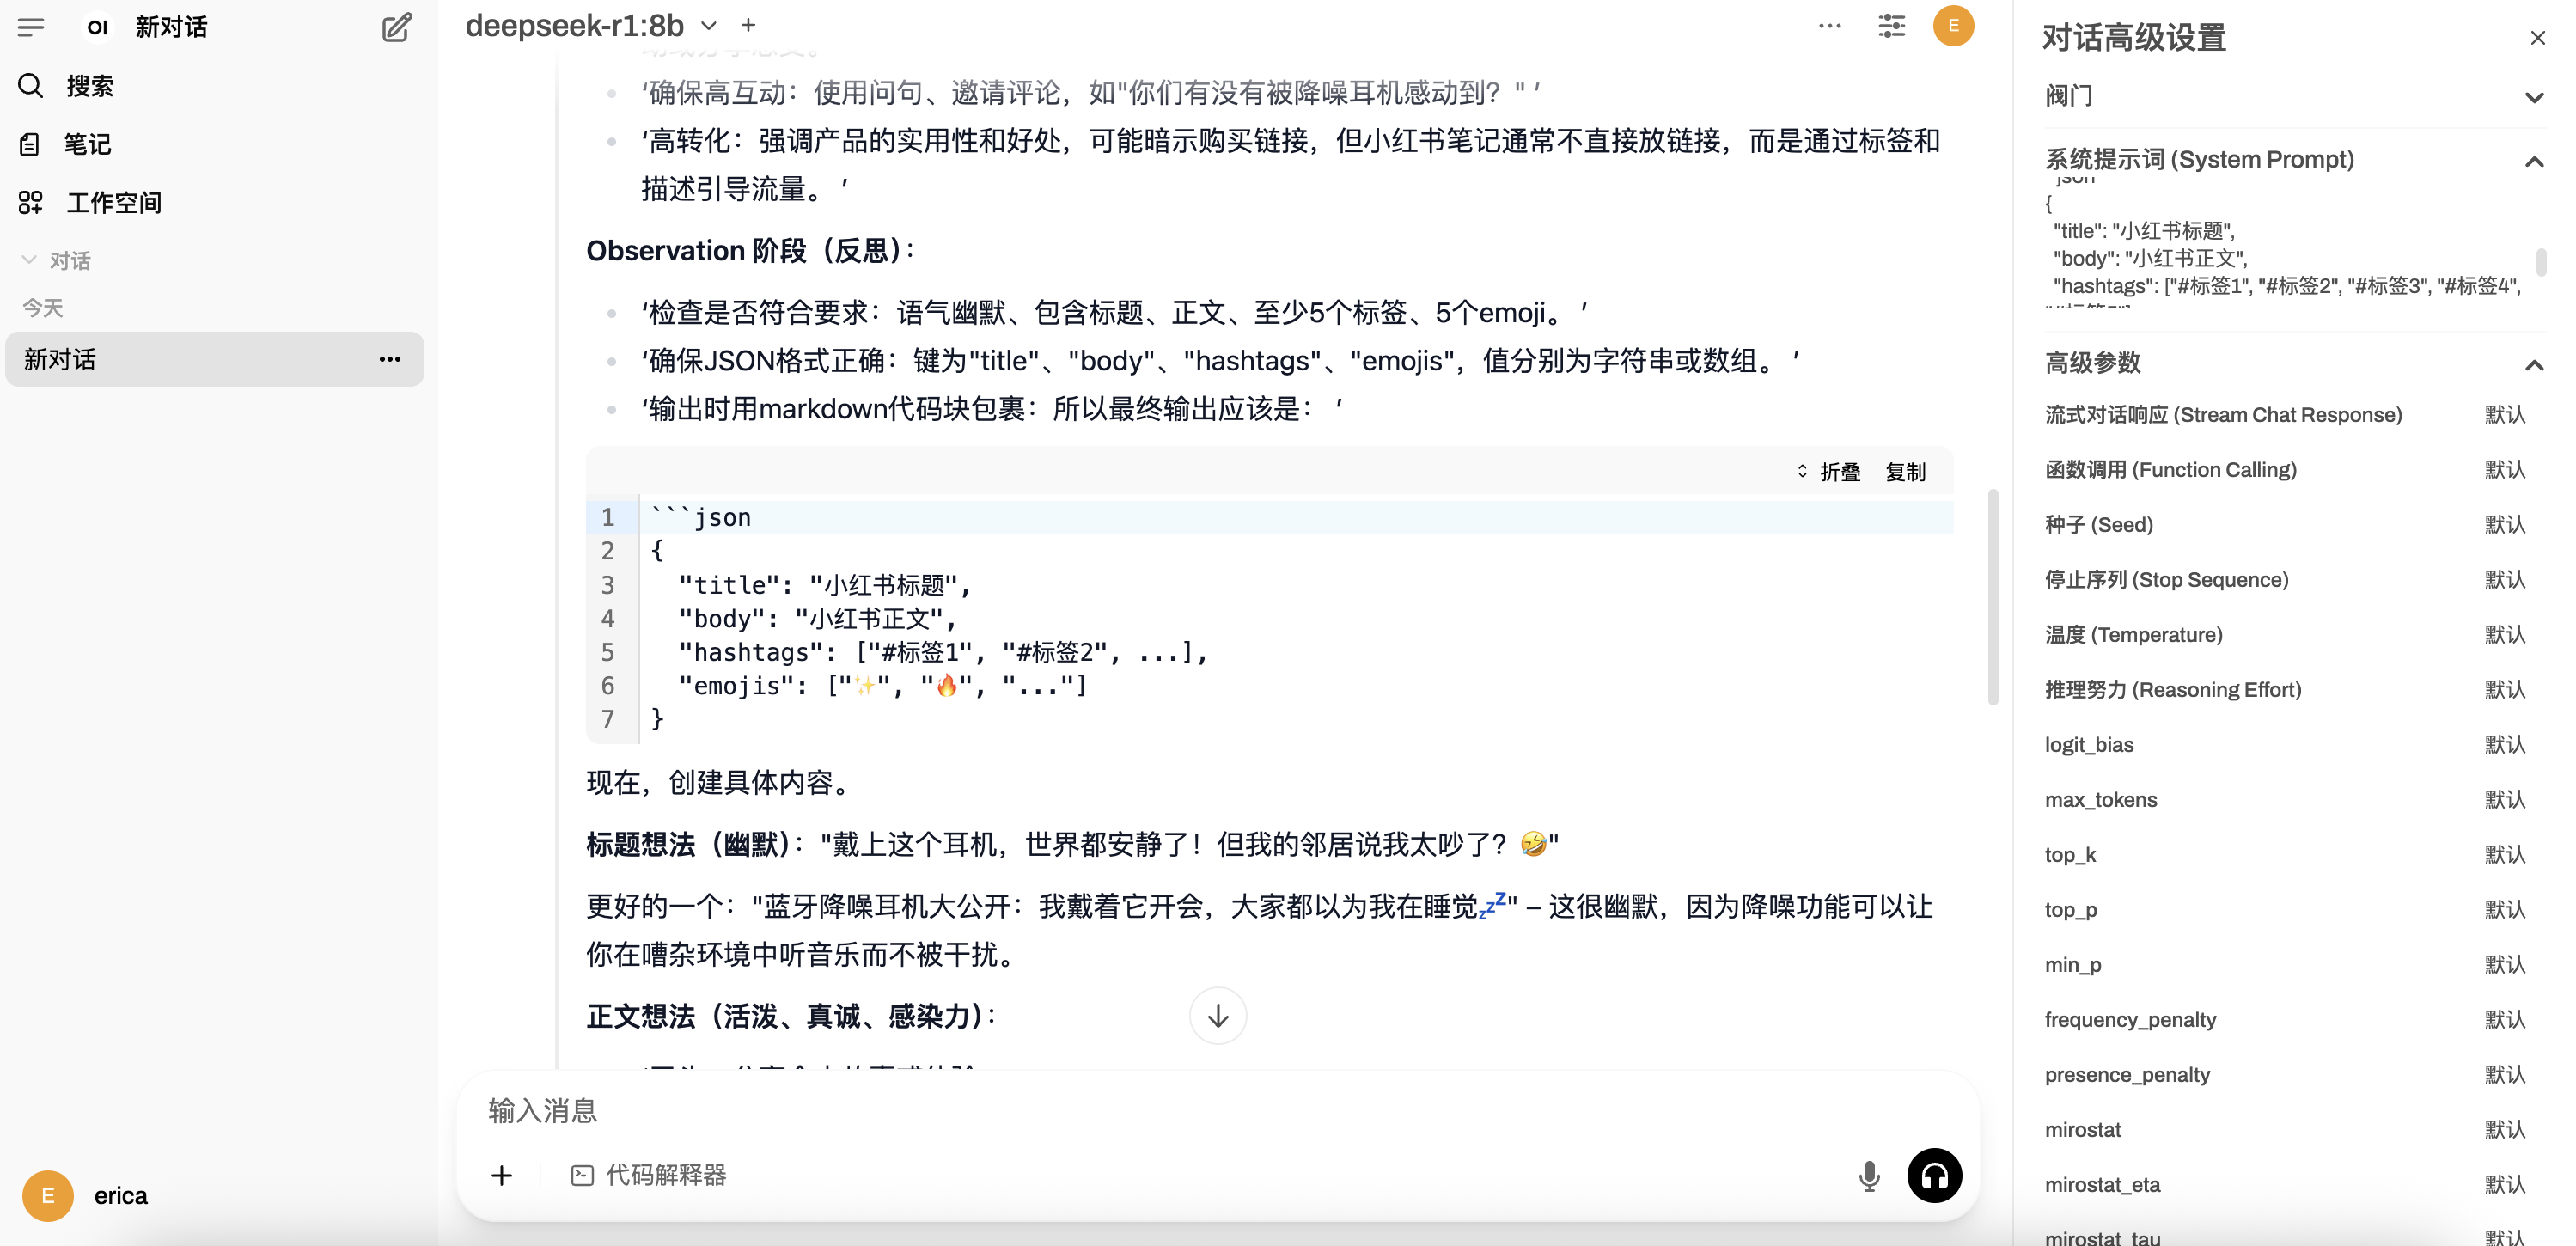 OI 新对话
搜索
笔记
工作空间
对话
今天
新对话
erica
E
deepseek-r1:8b
E
‘确保高互动：使用问句、邀请评论，如"你们有没有被降噪耳机感动到？" ’
‘高转化：强调产品的实用性和好处，可能暗示购买链接，但小红书笔记通常不直接放链接，而是通过标签和
描述引导流量。 ’
Observation 阶段（反思）：
‘检查是否符合要求：语气幽默、包含标题、正文、至少5个标签、5个emoji。 ’
‘确保JSON格式正确：键为"title"、"body"、"hashtags"、"emojis"，值分别为字符串或数组。 ’
‘输出时用markdown代码块包裹：所以最终输出应该是： ’
折叠 复制
1 ```json
2 {
3 "title": "小红书标题",
4 "body": "小红书正文",
5 "hashtags": ["#标签1", "#标签2", ...],
6 "emojis": ["✨", "🔥", "..."]
7 }
现在，创建具体内容。
标题想法（幽默）："戴上这个耳机，世界都安静了！但我的邻居说我太吵了？🤣"
更好的一个："蓝牙降噪耳机大公开：我戴着它开会，大家都以为我在睡觉💤" – 这很幽默，因为降噪功能可以让
你在嘈杂环境中听音乐而不被干扰。
正文想法（活泼、真诚、感染力）：
输入消息
代码解释器
对话高级设置
阀门
系统提示词 (System Prompt)
json
{
"title": "小红书标题",
"body": "小红书正文",
"hashtags": ["#标签1", "#标签2", "#标签3", "#标签4",
高级参数
流式对话响应 (Stream Chat Response) 默认
函数调用 (Function Calling) 默认
种子 (Seed) 默认
停止序列 (Stop Sequence) 默认
温度 (Temperature) 默认
推理努力 (Reasoning Effort) 默认
logit_bias 默认
max_tokens 默认
top_k 默认
top_p 默认
min_p 默认
frequency_penalty 默认
presence_penalty 默认
mirostat 默认
mirostat_eta 默认
mirostat_tau 默认